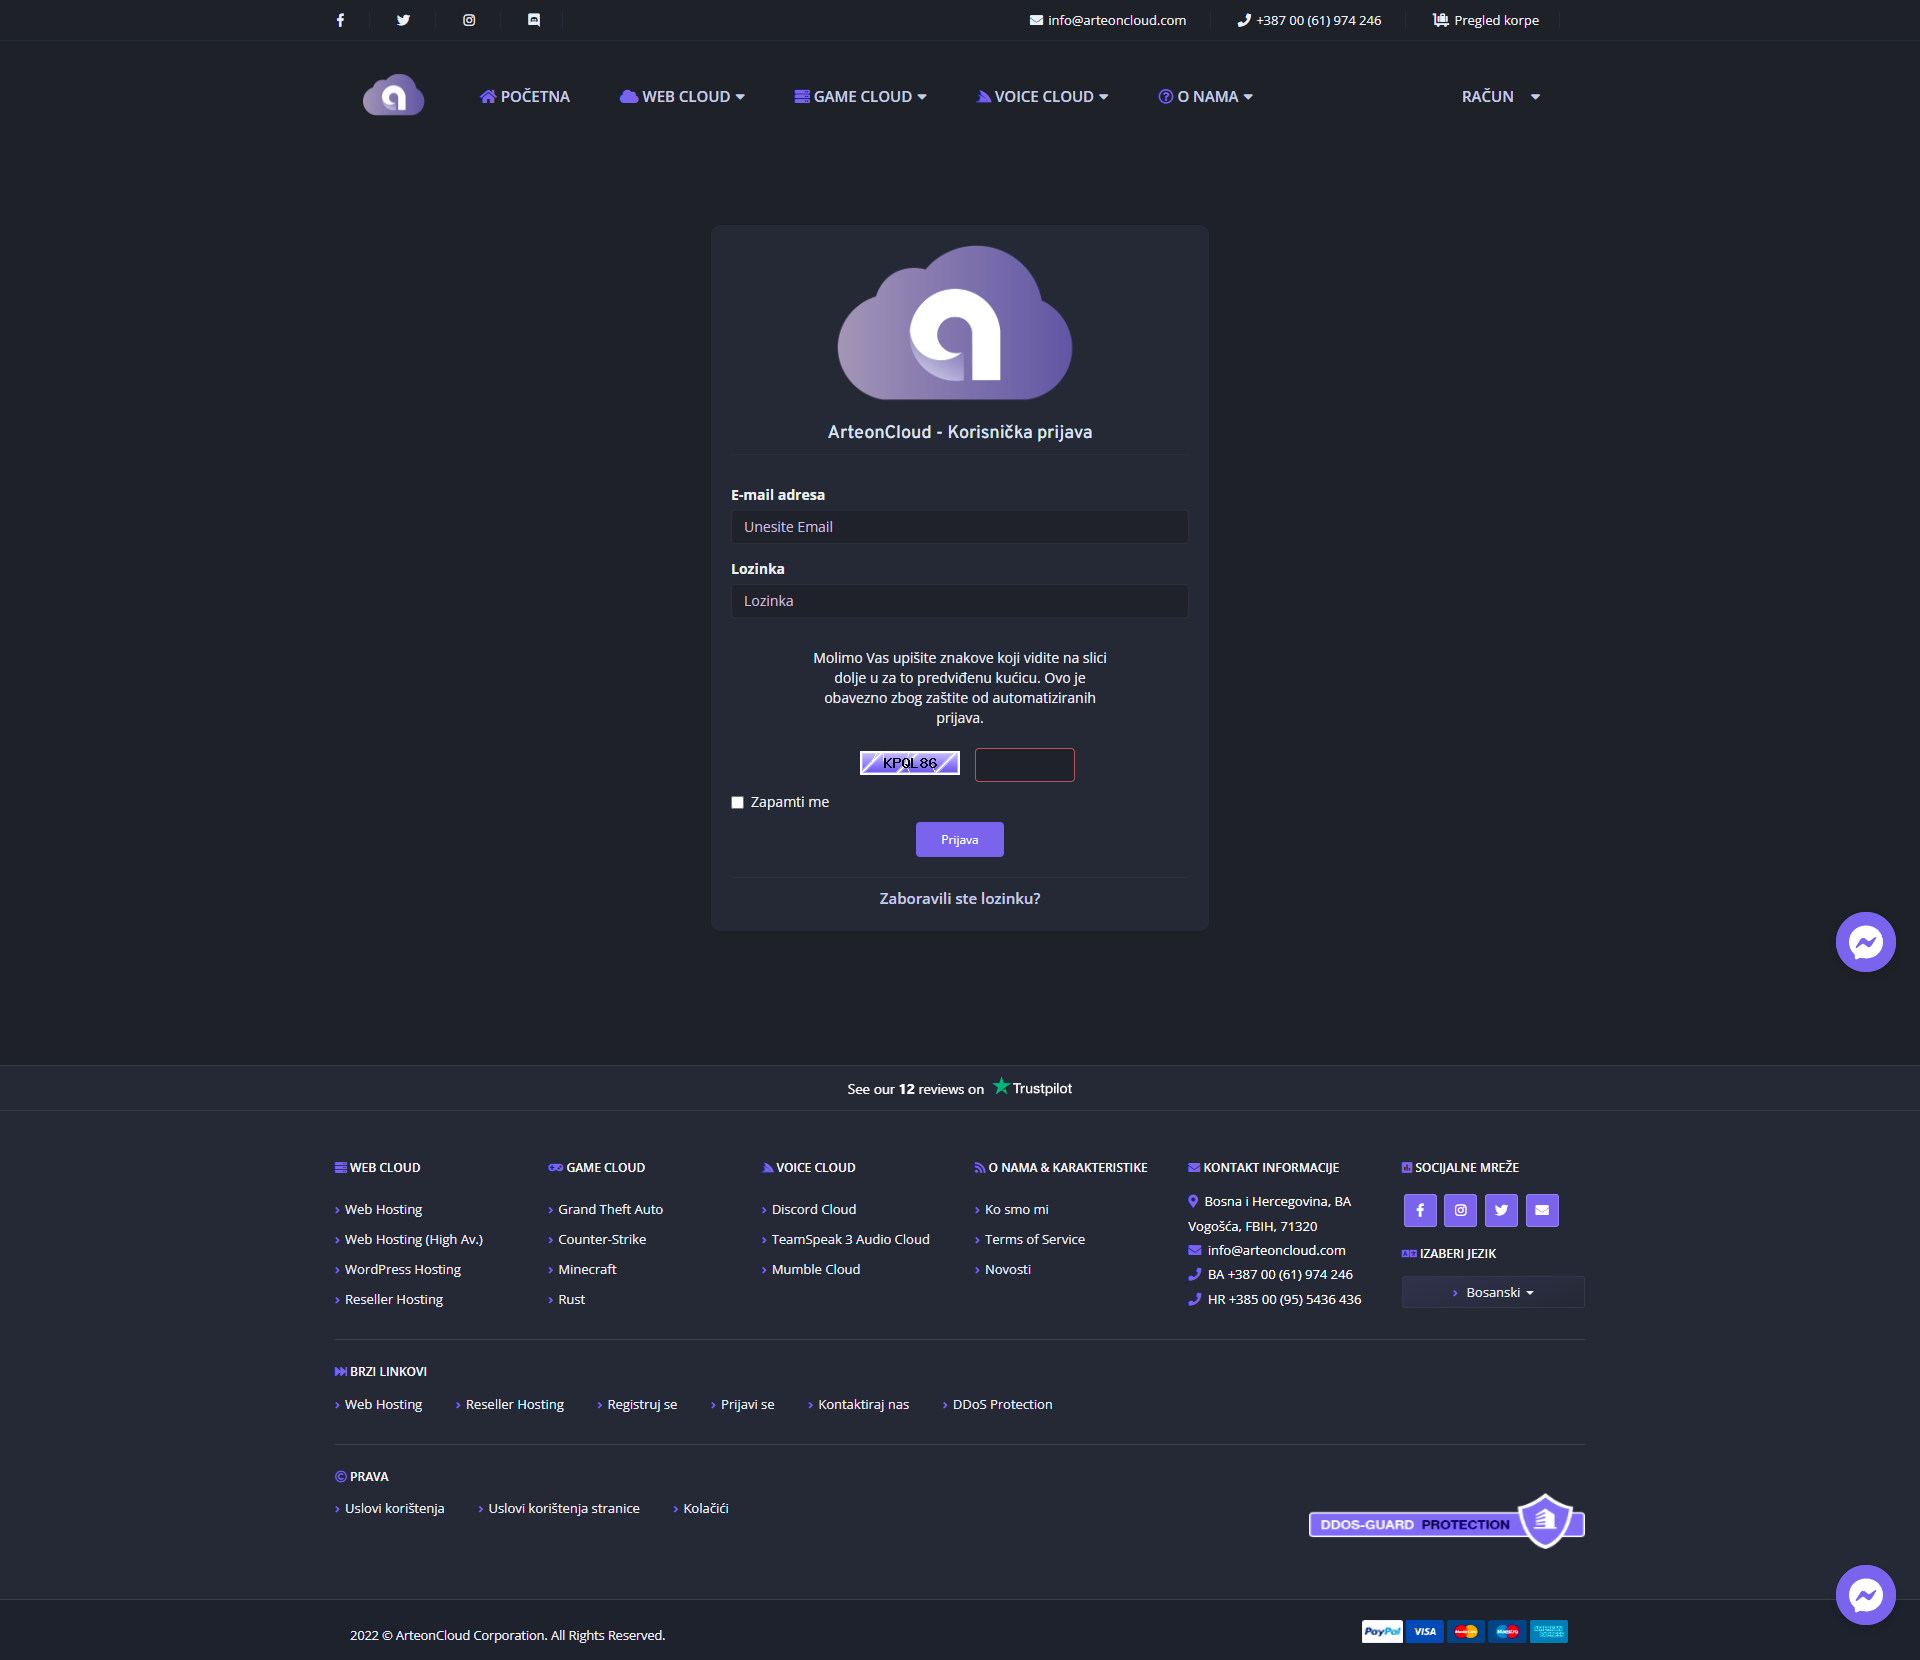 info@arteoncloud.com
+387 00 (61) 974 246
Pregled korpe
POČETNA
WEB CLOUD
GAME CLOUD
VOICE CLOUD
O NAMA
RAČUN
ArteonCloud - Korisnička prijava
E-mail adresa
Unesite Email
Lozinka
Lozinka
Molimo Vas upišite znakove koji vidite na slici
dolje u za to predviđenu kućicu. Ovo je
obavezno zbog zaštite od automatiziranih
prijava.
KPQL86
Zapamti me
Prijava
Zaboravili ste lozinku?
See our 12 reviews on Trustpilot
WEB CLOUD
Web Hosting
Web Hosting (High Av.)
WordPress Hosting
Reseller Hosting
GAME CLOUD
Grand Theft Auto
Counter-Strike
Minecraft
Rust
VOICE CLOUD
Discord Cloud
TeamSpeak 3 Audio Cloud
Mumble Cloud
O NAMA & KARAKTERISTIKE
Ko smo mi
Terms of Service
Novosti
KONTAKT INFORMACIJE
Bosna i Hercegovina, BA
Vogošća, FBIH, 71320
info@arteoncloud.com
BA +387 00 (61) 974 246
HR +385 00 (95) 5436 436
SOCIJALNE MREŽE
IZABERI JEZIK
Bosanski
BRZI LINKOVI
Web Hosting
Reseller Hosting
Registruj se
Prijavi se
Kontaktiraj nas
DDoS Protection
PRAVA
Uslovi korištenja
Uslovi korištenja stranice
Kolačići
DDOS-GUARD PROTECTION
2022 © ArteonCloud Corporation. All Rights Reserved.
PayPal
VISA
MasterCard
Maestro
AMERICAN EXPRESS